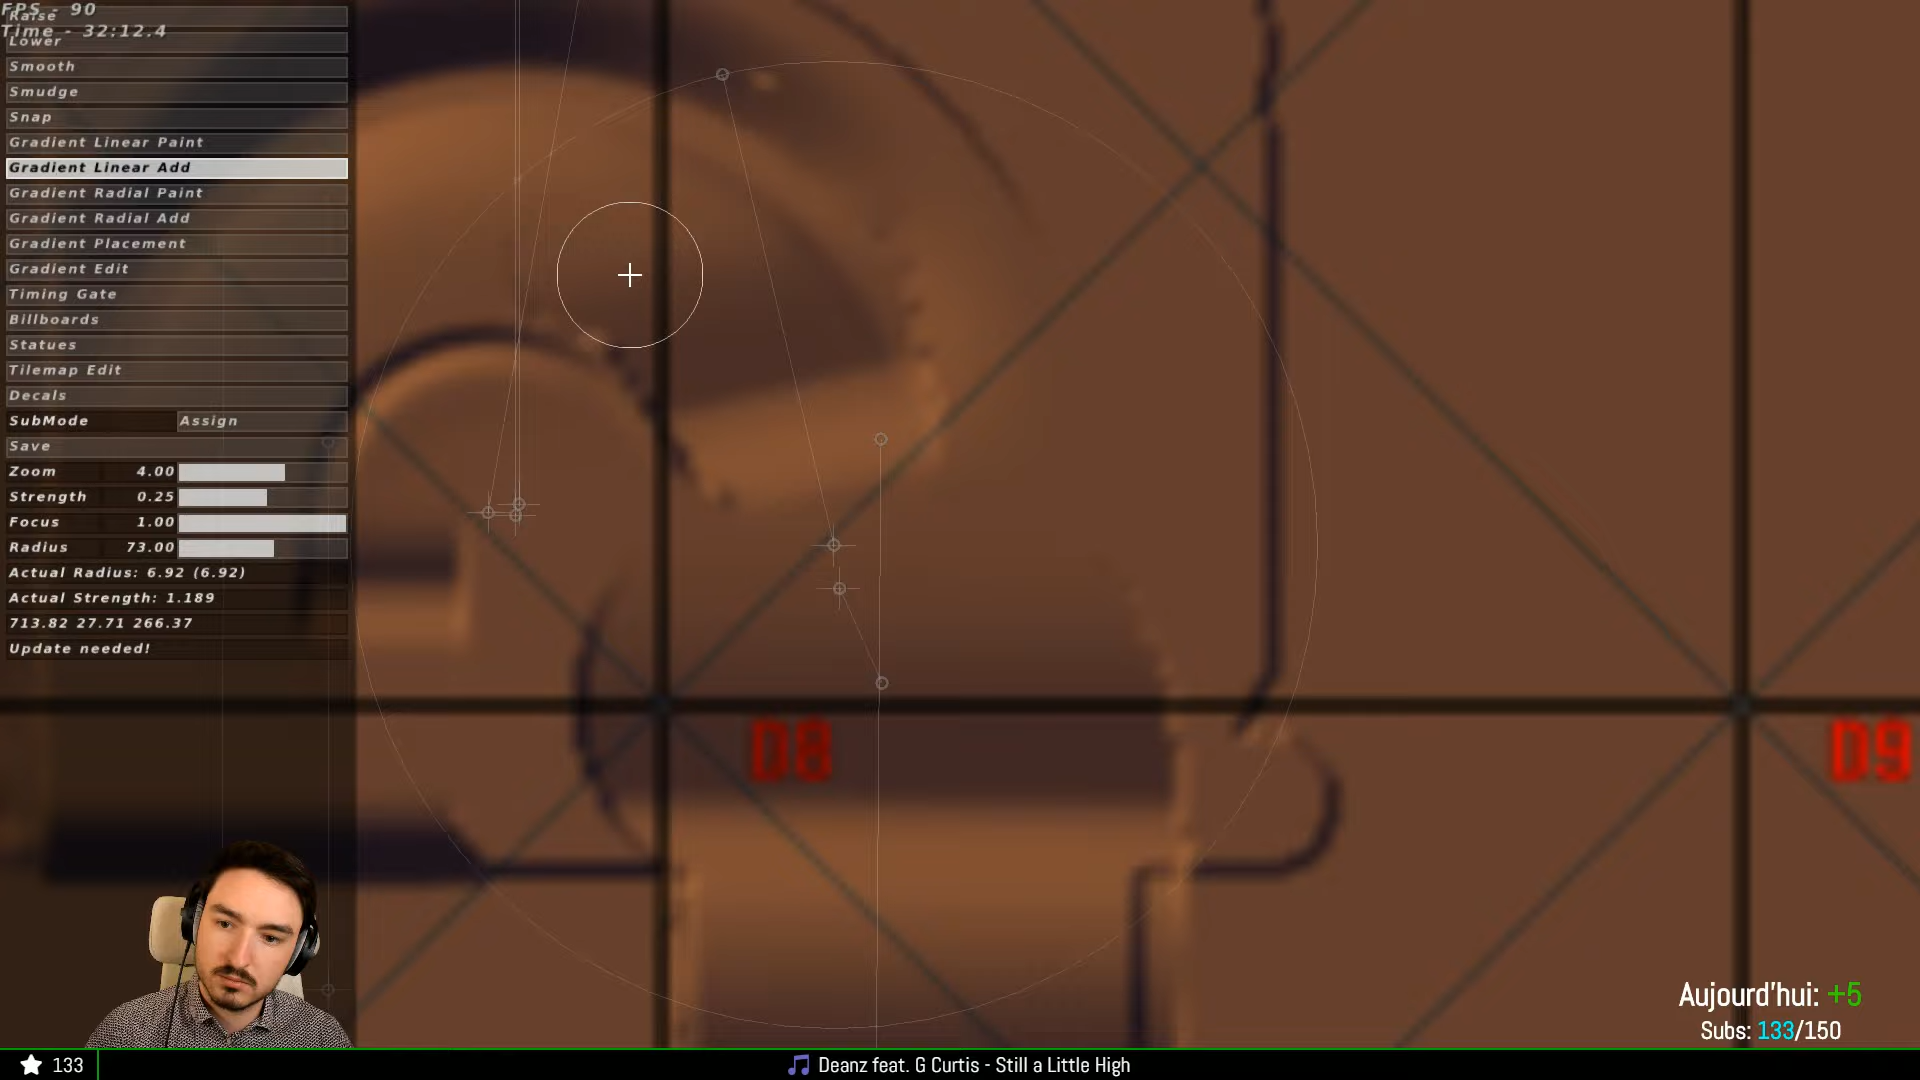 FPS - 90
Raise
Time - 32:12.4
Lower
Smooth
Smudge
Snap
Gradient Linear Paint
Gradient Linear Add
Gradient Radial Paint
Gradient Radial Add
Gradient Placement
Gradient Edit
Timing Gate
Billboards
Statues
Tilemap Edit
Decals
SubMode Assign
Save
Zoom 4.00
Strength 0.25
Focus 1.00
Radius 73.00
Actual Radius: 6.92 (6.92)
Actual Strength: 1.189
713.82 27.71 266.37
Update needed!
D8
D9
Aujourd'hui: +5
Subs: 133/150
133
Deanz feat. G Curtis - Still a Little High